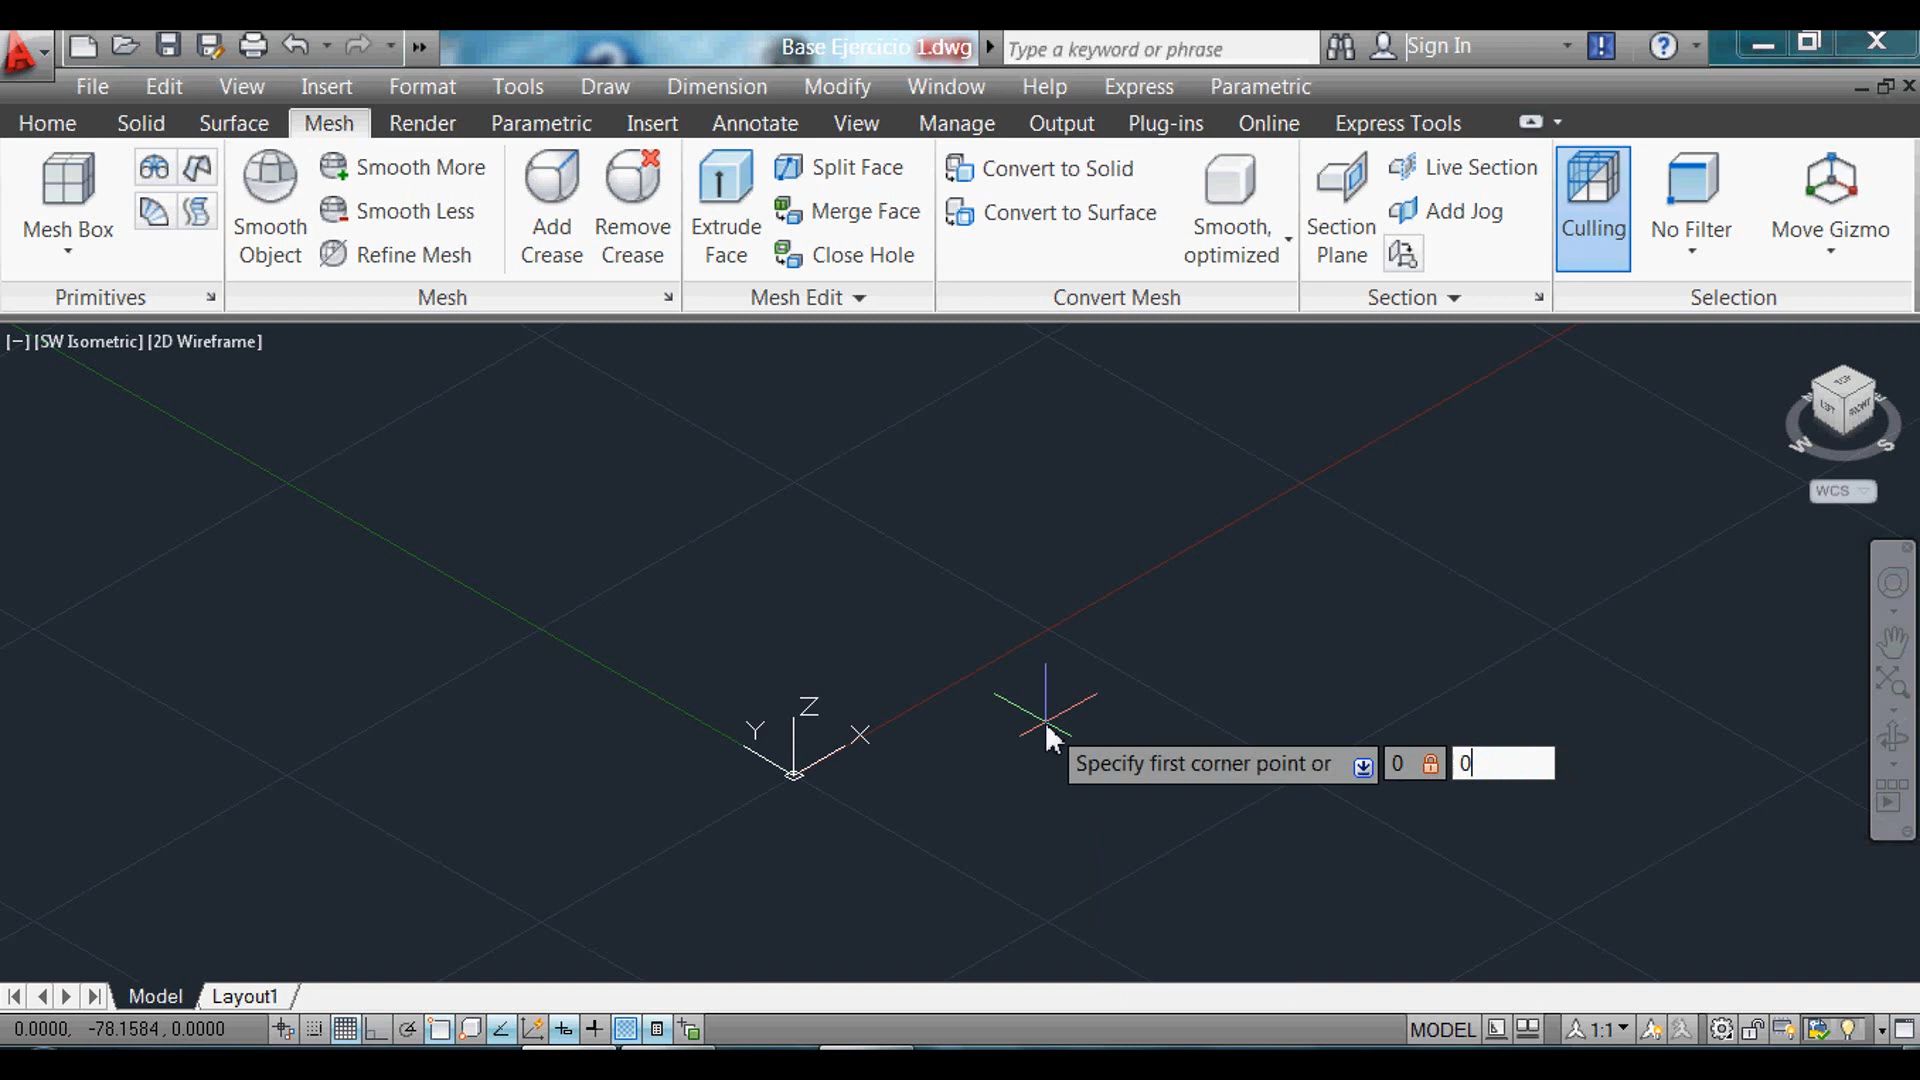 Base Ejercicio 1.dwg
Type a keyword or phrase
Sign In
File Edit View Insert Format Tools Draw Dimension Modify Window Help Express Parametric
Home Solid Surface Mesh Render Parametric Insert Annotate View Manage Output Plug-ins Online Express Tools
Mesh Box
Smooth Object
Smooth More
Smooth Less
Refine Mesh
Add Crease
Remove Crease
Extrude Face
Split Face
Merge Face
Close Hole
Convert to Solid
Convert to Surface
Smooth, optimized
Section Plane
Live Section
Add Jog
Culling
No Filter
Move Gizmo
Primitives Mesh Mesh Edit Convert Mesh Section Selection
[−] [SW Isometric] [2D Wireframe]
TOP
LEFT FRONT
W S
WCS
Z
Y X
Specify first corner point or 0 0
Model Layout1
0.0000, -78.1584, 0.0000
MODEL 1:1